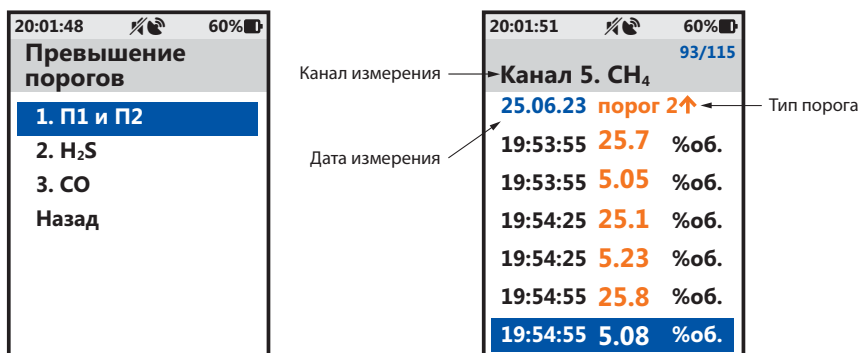 20:01:48 60%
Превышение
порогов
1. П1 и П2
2. H₂S
3. CO
Назад
Канал измерения
Дата измерения
20:01:51 60%
93/115
Канал 5. CH₄
25.06.23 порог 2↑
19:53:55 25.7 %об.
19:53:55 5.05 %об.
19:54:25 25.1 %об.
19:54:25 5.23 %об.
19:54:55 25.8 %об.
19:54:55 5.08 %об.
Тип порога